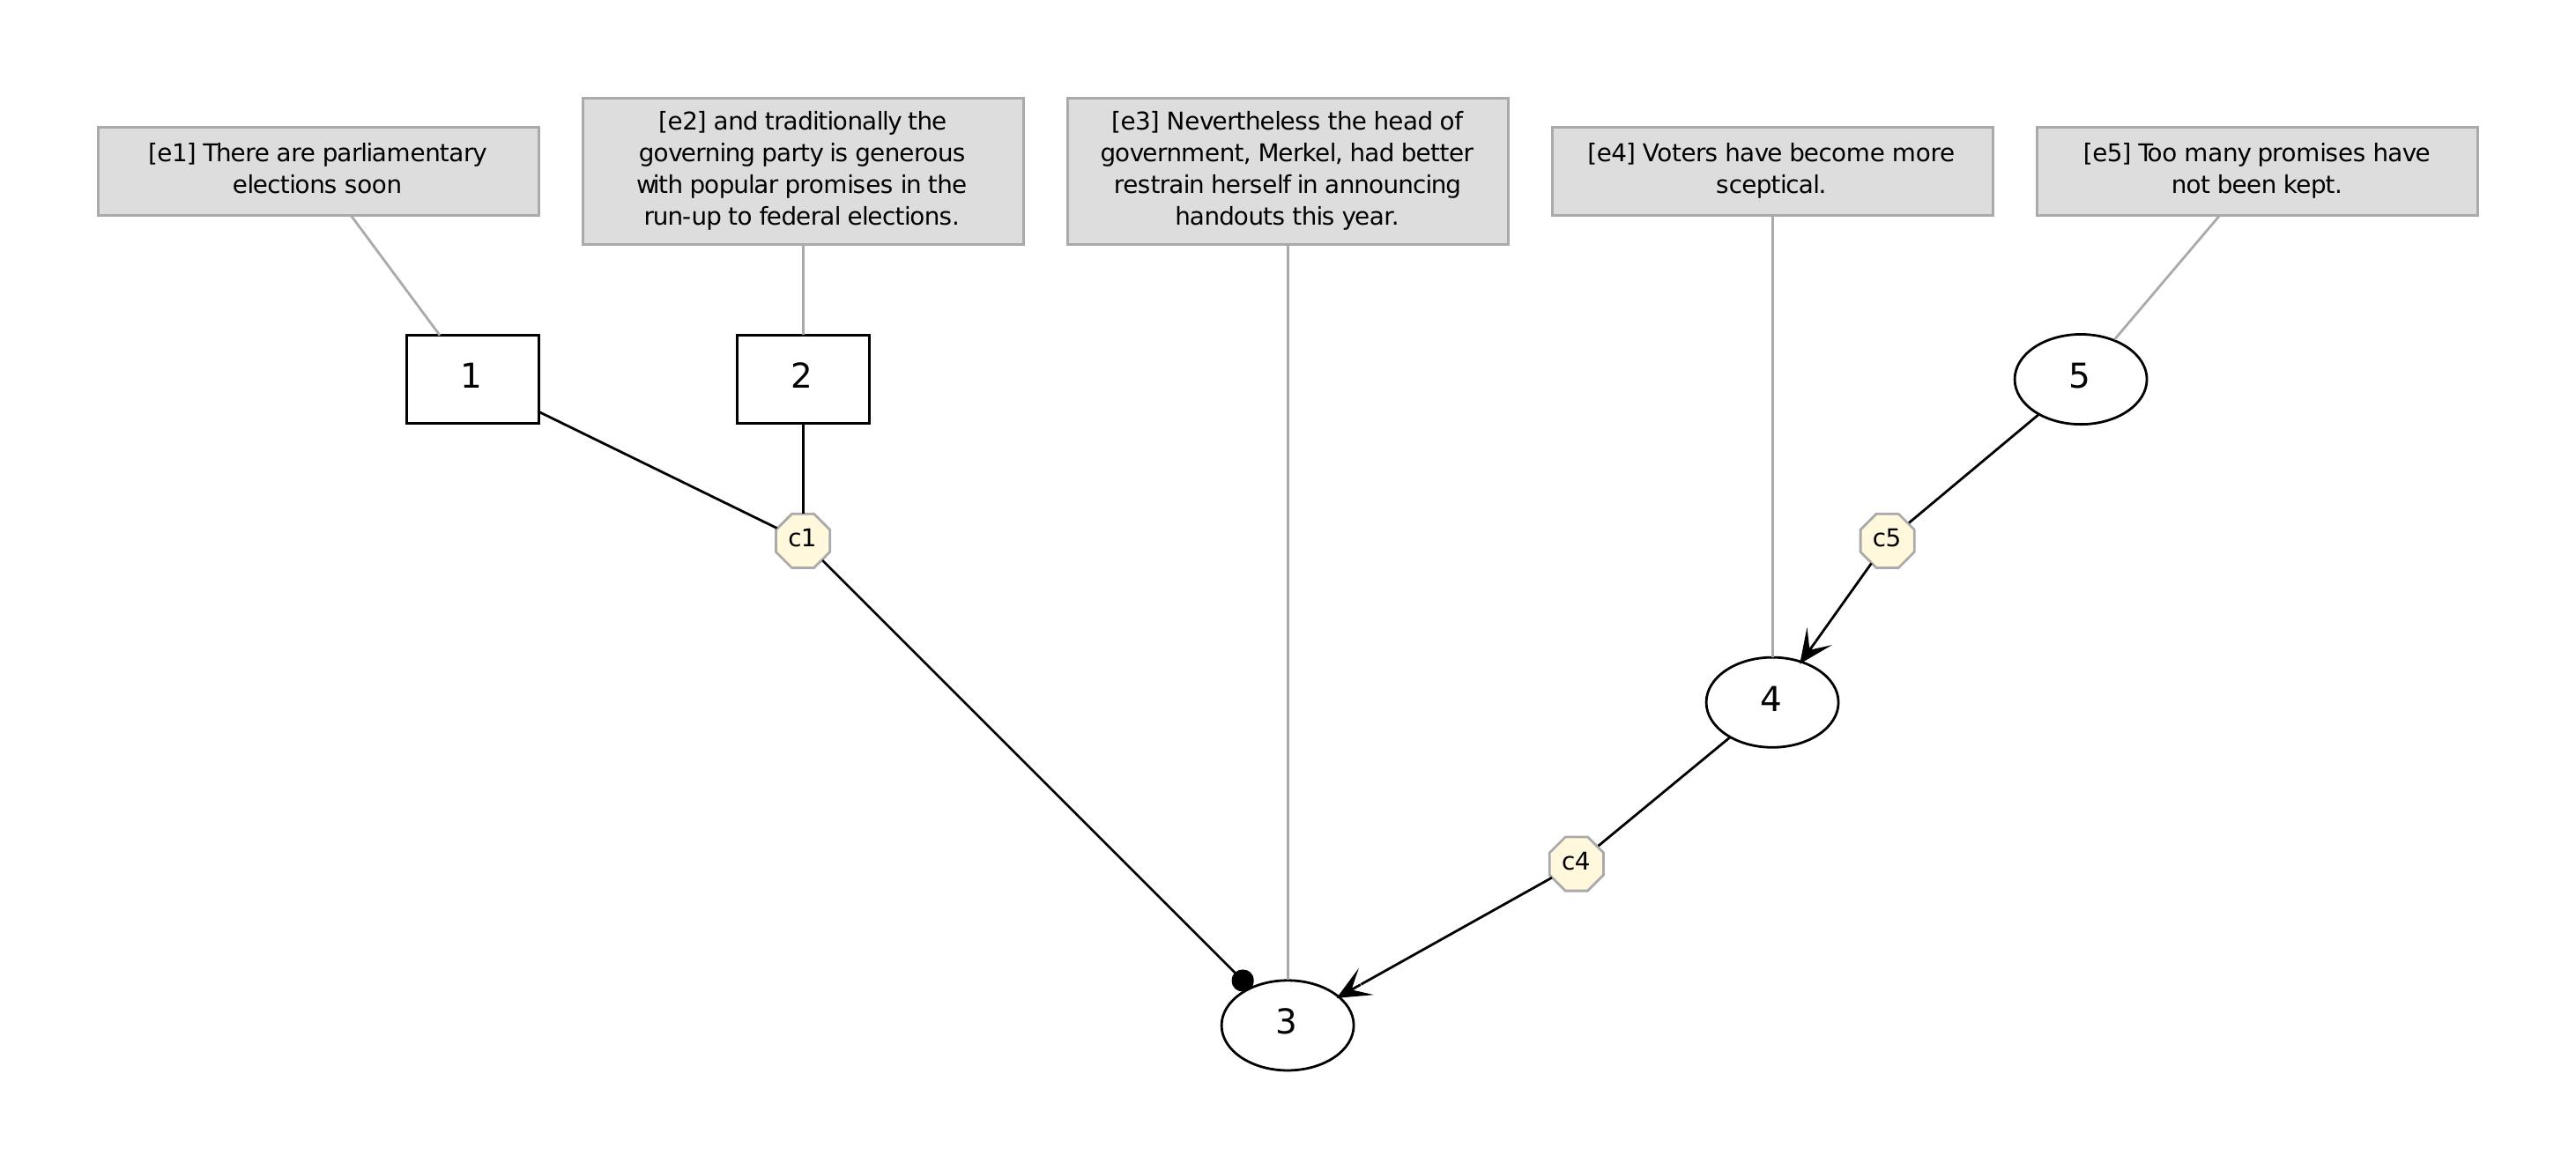 [e1] There are parliamentary
elections soon
[e2] and traditionally the
governing party is generous
with popular promises in the
run-up to federal elections.
[e3] Nevertheless the head of
government, Merkel, had better
restrain herself in announcing
handouts this year.
[e4] Voters have become more
sceptical.
[e5] Too many promises have
not been kept.
1
2
5
c1
c5
4
c4
3